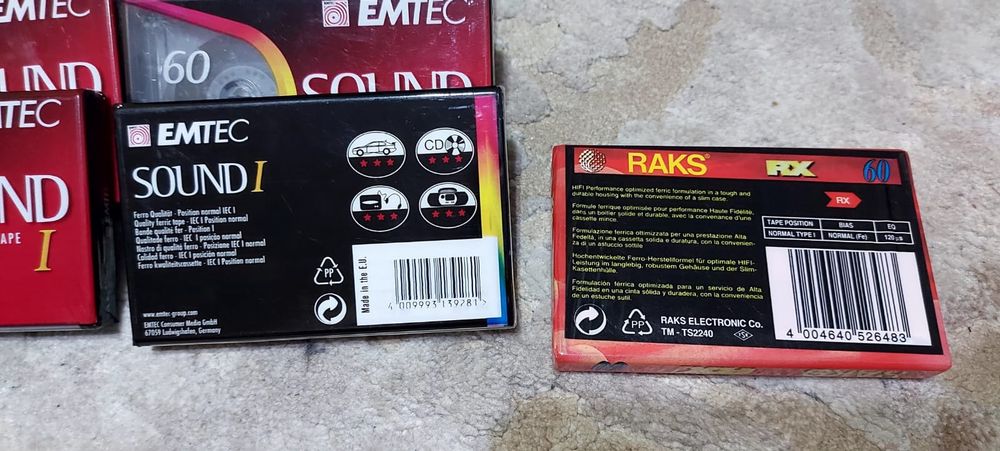 EMTEC
EMTEC
60
SOUND
SOUND
EMTEC
ND
APE I
EMTEC
SOUND I
CD
Ferro Qualität - Position normal IEC I
Quality ferric tape - IEC I Position normal
Bande qualité fer - Position I
Qualidade ferro - IEC I posição normal
Nastro di qualità ferro - Posizione IEC I normal
Calidad ferro - IEC I posición normal
Ferro kwaliteitscassette - IEC I Position normal
www.emtec-group.com
EMTEC Consumer Media GmbH
67059 Ludwigshafen, Germany
PP
Made in the E.U.
4 009993 139281 >
RAKS RX 60
HIFI Performance optimized ferric formulation in a tough and
durable housing with the convenience of a slim case.
Formule ferrique optimisée pour performance Haute Fidélité,
dans un boîtier solide et durable, avec la convenance d'une
cassette mince.
Formulazione ferrica ottimizzata per una prestazione Alta
Fedeltà, in una cassetta solida e duratura, con la convenien-
za di un astuccio sottile
Hochentwickelte Ferro-Herstellformel für optimale HIFI-
Leistung im langlebig, robustem Gehäuse und der Slim-
Kasettenhülle.
Formulación férrica optimizada para un servicio de Alta
Fidelidad en una cinta sólida y duradera, con la conveniencia
de un estuche sutil.
RX
TAPE POSITION BIAS EQ
NORMAL TYPE I NORMAL (Fe) 120 µs
PP
RAKS ELECTRONIC Co.
TM - TS2240
4 004640 526483